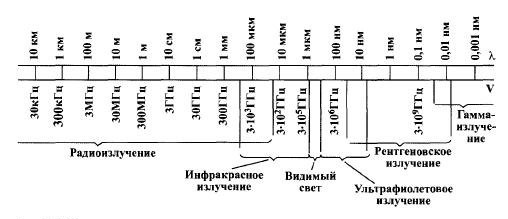 10 км 1 км 100 м 10 м 1 м 10 см 1 см 1 мм 100 мкм 10 мкм 1 мкм 100 нм 10 нм 1 нм 0,1 нм 0,01 нм 0,001 нм
λ
V
30кГц 300кГц 3МГц 30МГц 300МГц 3ГГц 30ГГц 300ГГц 3·10³ГГц 3·10²ГГц 3·10⁵ГГц 3·10⁶ГГц 3·10⁹ГГц
Гамма-
излуче-
ние
Радиоизлучение
Рентгеновское
излучение
Инфракрасное
излучение
Видимый
свет
Ультрафиолетовое
излучение